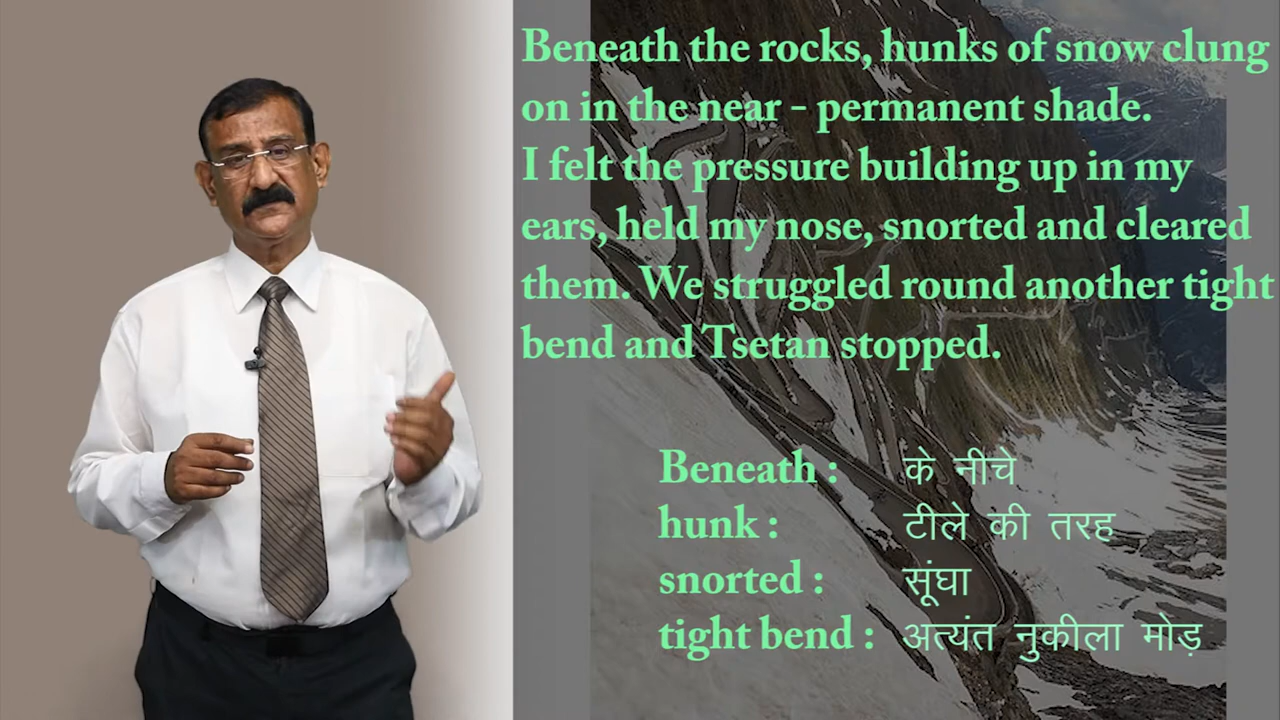 Beneath the rocks, hunks of snow clung
on in the near - permanent shade.
I felt the pressure building up in my
ears, held my nose, snorted and cleared
them. We struggled round another tight
bend and Tsetan stopped.
Beneath : के नीचे
hunk : टीले की तरह
snorted : सूंघा
tight bend : अत्यंत नुकीला मोड़